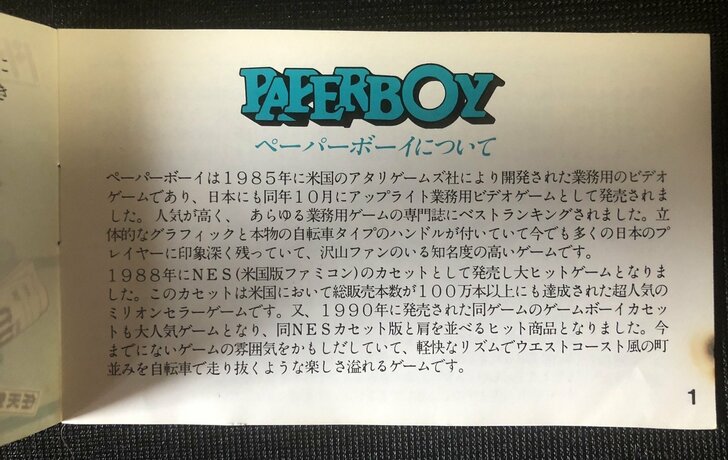 PAPERBOY
ペーパーボーイについて
ペーパーボーイは1985年に米国のアタリゲームズ社により開発された業務用のビデオ
ゲームであり、日本にも同年10月にアップライト業務用ビデオゲームとして発売されま
した。人気が高く、 あらゆる業務用ゲームの専門誌にベストランキングされました。立
体的なグラフィックと本物の自転車タイプのハンドルが付いていて今でも多くの日本のプ
レイヤーに印象深く残っていて、沢山ファンのいる知名度の高いゲームです。
1988年にNES(米国版ファミコン)のカセットとして発売し大ヒットゲームとなりま
した。このカセットは米国において総販売本数が100万本以上にも達成された超人気の
ミリオンセラーゲームです。又、1990年に発売された同ゲームのゲームボーイカセッ
トも大人気ゲームとなり、同NESカセット版と肩を並べるヒット商品となりました。今
までにないゲームの雰囲気をかもしだしていて、軽快なリズムでウエストコースト風の町
並みを自転車で走り抜くような楽しさ溢れるゲームです。
1